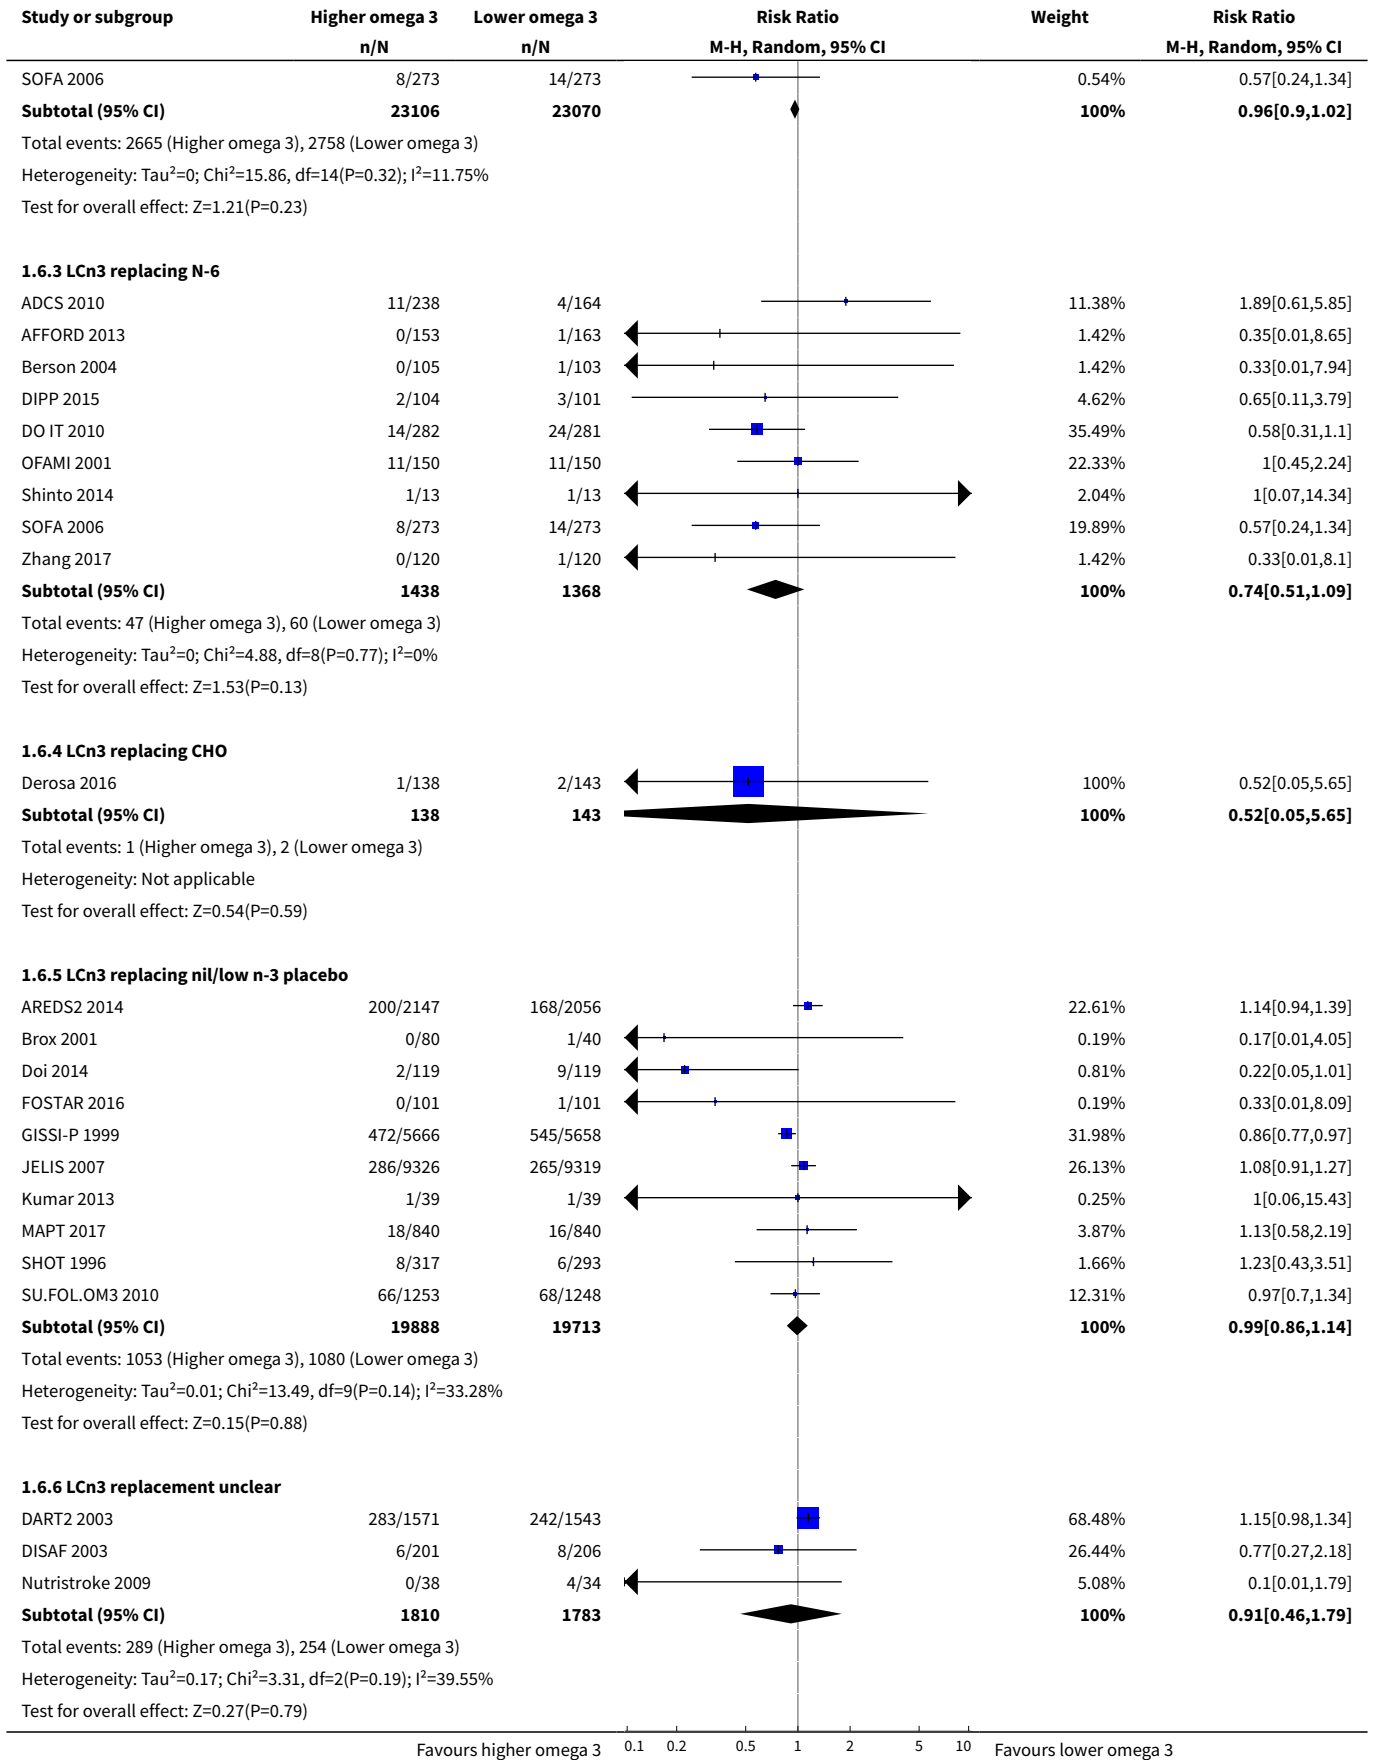 Study or subgroup Higher omega 3 Lower omega 3 Risk Ratio Weight Risk Ratio
n/N n/N M-H, Random, 95% CI M-H, Random, 95% CI
SOFA 2006 8/273 14/273 0.54% 0.57[0.24,1.34]
Subtotal (95% CI) 23106 23070 100% 0.96[0.9,1.02]
Total events: 2665 (Higher omega 3), 2758 (Lower omega 3)
Heterogeneity: Tau²=0; Chi²=15.86, df=14(P=0.32); I²=11.75%
Test for overall effect: Z=1.21(P=0.23)
1.6.3 LCn3 replacing N-6
ADCS 2010 11/238 4/164 11.38% 1.89[0.61,5.85]
AFFORD 2013 0/153 1/163 1.42% 0.35[0.01,8.65]
Berson 2004 0/105 1/103 1.42% 0.33[0.01,7.94]
DIPP 2015 2/104 3/101 4.62% 0.65[0.11,3.79]
DO IT 2010 14/282 24/281 35.49% 0.58[0.31,1.1]
OFAMI 2001 11/150 11/150 22.33% 1[0.45,2.24]
Shinto 2014 1/13 1/13 2.04% 1[0.07,14.34]
SOFA 2006 8/273 14/273 19.89% 0.57[0.24,1.34]
Zhang 2017 0/120 1/120 1.42% 0.33[0.01,8.1]
Subtotal (95% CI) 1438 1368 100% 0.74[0.51,1.09]
Total events: 47 (Higher omega 3), 60 (Lower omega 3)
Heterogeneity: Tau²=0; Chi²=4.88, df=8(P=0.77); I²=0%
Test for overall effect: Z=1.53(P=0.13)
1.6.4 LCn3 replacing CHO
Derosa 2016 1/138 2/143 100% 0.52[0.05,5.65]
Subtotal (95% CI) 138 143 100% 0.52[0.05,5.65]
Total events: 1 (Higher omega 3), 2 (Lower omega 3)
Heterogeneity: Not applicable
Test for overall effect: Z=0.54(P=0.59)
1.6.5 LCn3 replacing nil/low n-3 placebo
AREDS2 2014 200/2147 168/2056 22.61% 1.14[0.94,1.39]
Brox 2001 0/80 1/40 0.19% 0.17[0.01,4.05]
Doi 2014 2/119 9/119 0.81% 0.22[0.05,1.01]
FOSTAR 2016 0/101 1/101 0.19% 0.33[0.01,8.09]
GISSI-P 1999 472/5666 545/5658 31.98% 0.86[0.77,0.97]
JELIS 2007 286/9326 265/9319 26.13% 1.08[0.91,1.27]
Kumar 2013 1/39 1/39 0.25% 1[0.06,15.43]
MAPT 2017 18/840 16/840 3.87% 1.13[0.58,2.19]
SHOT 1996 8/317 6/293 1.66% 1.23[0.43,3.51]
SU.FOL.OM3 2010 66/1253 68/1248 12.31% 0.97[0.7,1.34]
Subtotal (95% CI) 19888 19713 100% 0.99[0.86,1.14]
Total events: 1053 (Higher omega 3), 1080 (Lower omega 3)
Heterogeneity: Tau²=0.01; Chi²=13.49, df=9(P=0.14); I²=33.28%
Test for overall effect: Z=0.15(P=0.88)
1.6.6 LCn3 replacement unclear
DART2 2003 283/1571 242/1543 68.48% 1.15[0.98,1.34]
DISAF 2003 6/201 8/206 26.44% 0.77[0.27,2.18]
Nutristroke 2009 0/38 4/34 5.08% 0.1[0.01,1.79]
Subtotal (95% CI) 1810 1783 100% 0.91[0.46,1.79]
Total events: 289 (Higher omega 3), 254 (Lower omega 3)
Heterogeneity: Tau²=0.17; Chi²=3.31, df=2(P=0.19); I²=39.55%
Test for overall effect: Z=0.27(P=0.79)
Favours higher omega 3 0.1 0.2 0.5 1 2 5 10 Favours lower omega 3